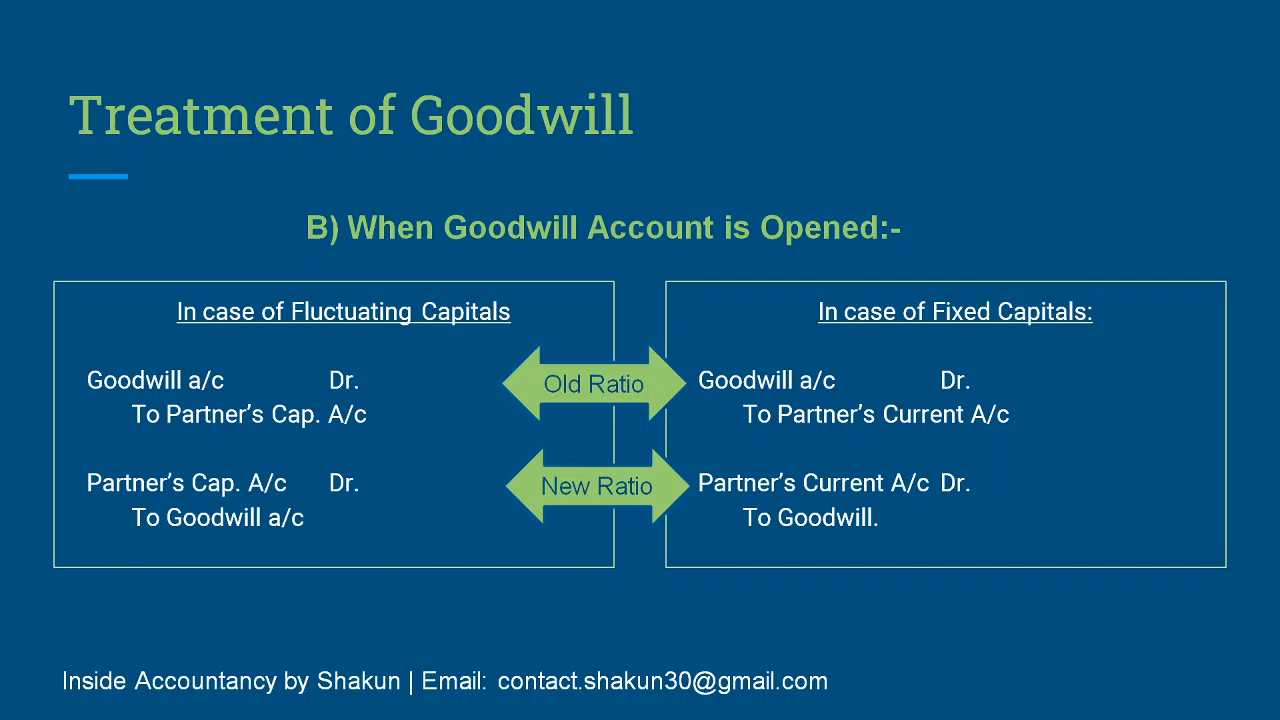 Treatment of Goodwill
B) When Goodwill Account is Opened:-
In case of Fluctuating Capitals
Goodwill a/c Dr.
To Partner’s Cap. A/c
Partner’s Cap. A/c Dr.
To Goodwill a/c
Old Ratio
New Ratio
In case of Fixed Capitals:
Goodwill a/c Dr.
To Partner’s Current A/c
Partner’s Current A/c Dr.
To Goodwill.
Inside Accountancy by Shakun | Email: contact.shakun30@gmail.com